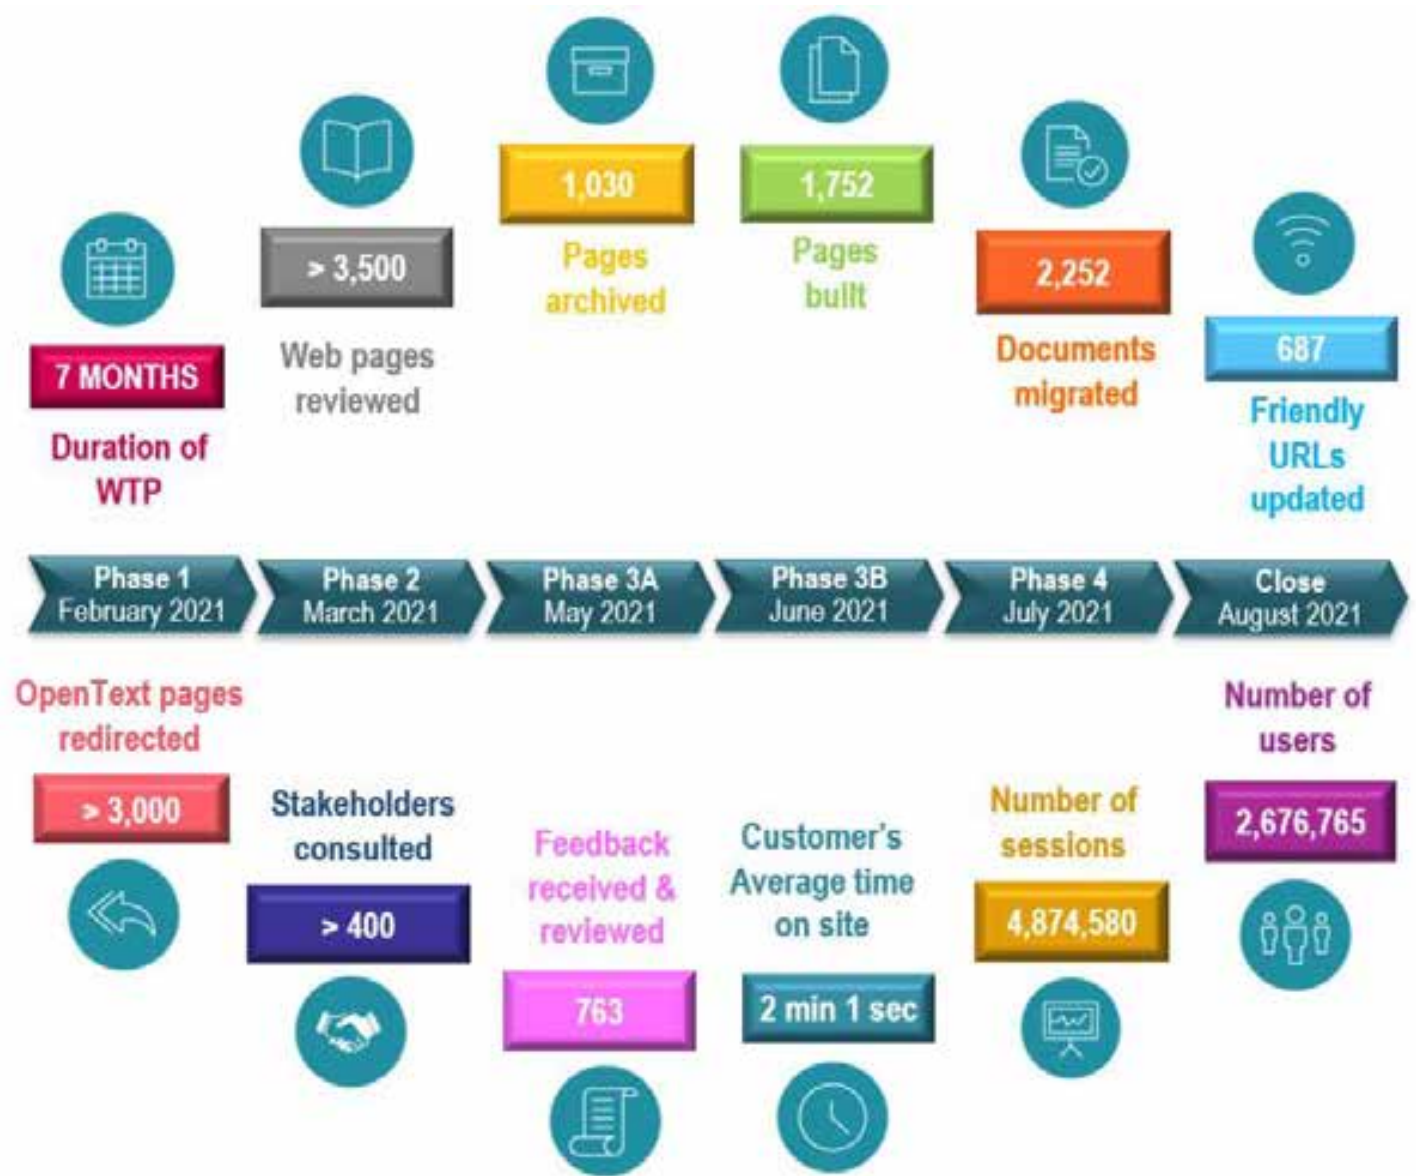 7 MONTHS
Duration of
WTP
> 3,500
Web pages
reviewed
1,030
Pages
archived
1,752
Pages
built
2,252
Documents
migrated
687
Friendly
URLs
updated
Phase 1
February 2021
Phase 2
March 2021
Phase 3A
May 2021
Phase 3B
June 2021
Phase 4
July 2021
Close
August 2021
OpenText pages
redirected
> 3,000
Stakeholders
consulted
> 400
Feedback
received &
reviewed
763
Customer's
Average time
on site
2 min 1 sec
Number of
sessions
4,874,580
Number of
users
2,676,765